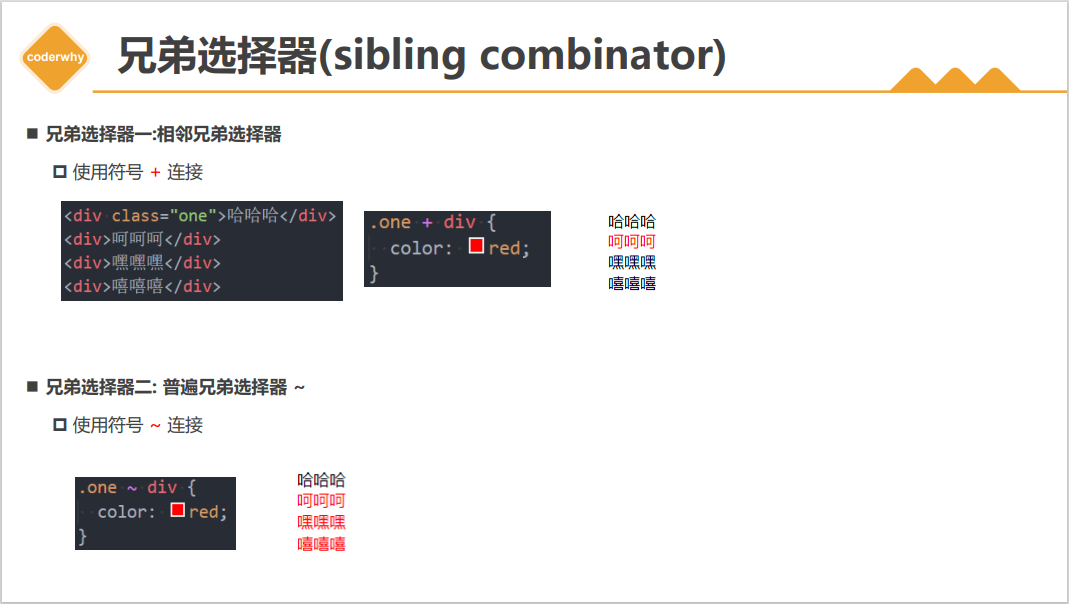 coderwhy
兄弟选择器(sibling combinator)
兄弟选择器一:相邻兄弟选择器
使用符号 + 连接
<div class="one">哈哈哈</div>
<div>呵呵呵</div>
<div>嘿嘿嘿</div>
<div>嘻嘻嘻</div>
.one + div {
color: red;
}
哈哈哈
呵呵呵
嘿嘿嘿
嘻嘻嘻
兄弟选择器二: 普遍兄弟选择器 ~
使用符号 ~ 连接
.one ~ div {
color: red;
}
哈哈哈
呵呵呵
嘿嘿嘿
嘻嘻嘻